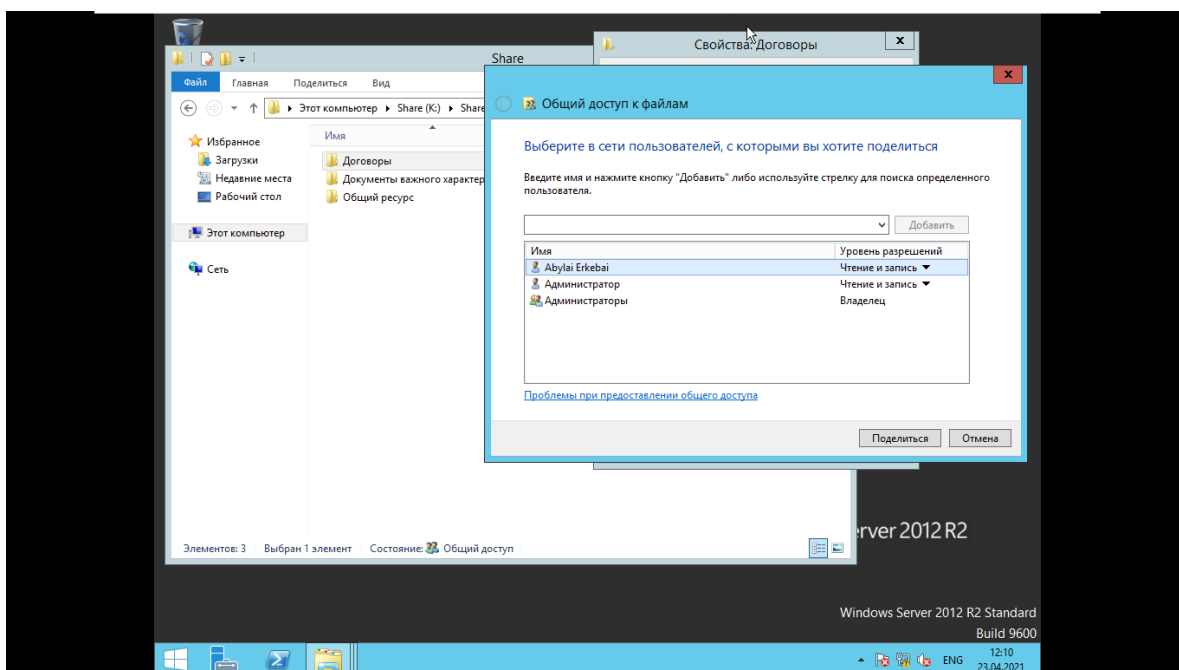 Share
Свойства: Договоры
x
Файл Главная Поделиться Вид
Этот компьютер Share (K:) Share
Избранное
Загрузки
Недавние места
Рабочий стол
Этот компьютер
Сеть
Имя
Договоры
Документы важного характер
Общий ресурс
Элементов: 3 Выбран 1 элемент Состояние: Общий доступ
x
Общий доступ к файлам
Выберите в сети пользователей, с которыми вы хотите поделиться
Введите имя и нажмите кнопку "Добавить" либо используйте стрелку для поиска определенного
пользователя.
Добавить
Имя Уровень разрешений
Abylai Erkebai Чтение и запись
Администратор Чтение и запись
Администраторы Владелец
Проблемы при предоставлении общего доступа
Поделиться Отмена
erver 2012 R2
Windows Server 2012 R2 Standard
Build 9600
ENG
12:10
23.04.2021